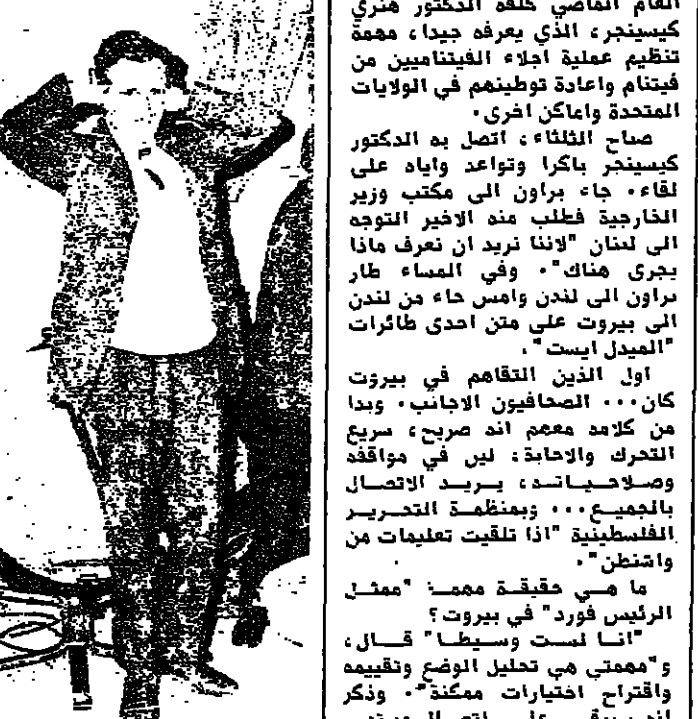 العام الماضي كلفه الدكتور هنري
كيسينجر، الذي يعرفه جيدا، مهمة
تنظيم عملية اجلاء الفيتناميين من
فيتنام واعادة توطينهم في الولايات
المتحدة واماكن اخرى.
صباح الثلثاء، اتصل به الدكتور
كيسينجر باكرا وتواعد واياه على
لقاء. جاء براون الى مكتب وزير
الخارجية فطلب منه الاخير التوجه
الى لبنان "لاننا نريد ان نعرف ماذا
يجري هناك". وفي المساء طار
براون الى لندن وامس جاء من لندن
الى بيروت على متن احدى طائرات
"الميدل ايست".
اول الذين التقاهم في بيروت
كان... الصحافيون الاجانب. وبدا
من كلامه معهم انه صريح، سريع
التحرك والاجابة، لين في مواقفه
وصلاحياته، يريد الاتصال
بالجميع... وبمنظمة التحرير
الفلسطينية "اذا تلقيت تعليمات من
واشنطن".
ما هي حقيقة مهمة "ممثل
الرئيس فورد" في بيروت؟
"انا لست وسيطا" قال،
و"مهمتي هي تحليل الوضع وتقييمه
واقتراح اختيارات ممكنة". وذكر